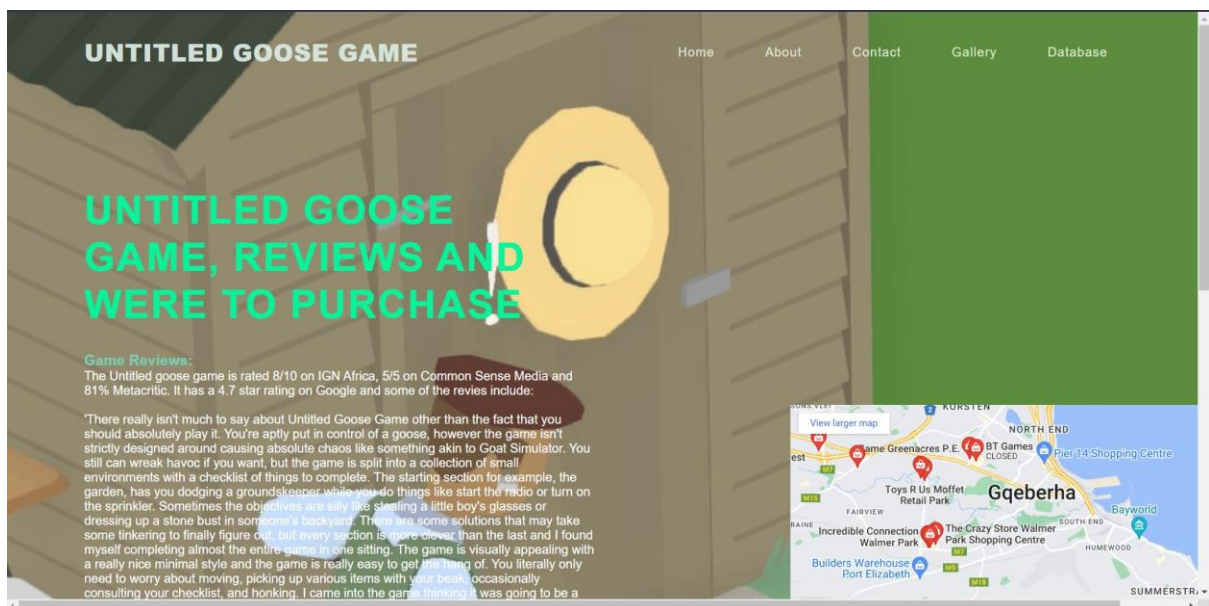 UNTITLED GOOSE GAME
Home About Contact Gallery Database
UNTITLED GOOSE
GAME, REVIEWS AND
WERE TO PURCHASE
Game Reviews:
The Untitled goose game is rated 8/10 on IGN Africa, 5/5 on Common Sense Media and
81% Metacritic. It has a 4.7 star rating on Google and some of the revies include:
'There really isn't much to say about Untitled Goose Game other than the fact that you
should absolutely play it. You're aptly put in control of a goose, however the game isn't
strictly designed around causing absolute chaos like something akin to Goat Simulator. You
still can wreak havoc if you want, but the game is split into a collection of small
environments with a checklist of things to complete. The starting section for example, the
garden, has you dodging a groundskeeper while you do things like start the radio or turn on
the sprinkler. Sometimes the objectives are silly like stealing a little boy's glasses or
dressing up a stone bust in someone's backyard. There are some solutions that may take
some tinkering to finally figure out, but every section is more clever than the last and I found
myself completing almost the entire game in one sitting. The game is visually appealing with
a really nice minimal style and the game is really easy to get the hang of. You literally only
need to worry about moving, picking up various items with your beak, occasionally
consulting your checklist, and honking. I came into the game thinking it was going to be a
View larger map
KORSTEN
NORTH END
ame Greenacres P.E.
BT Games
CLOSED
Pier 14 Shopping Centre
est
M7
2
Toys R Us Moffet
Retail Park
Gqeberha
M15
FAIRVIEW
Bayworld
RAINE
Incredible Connection
Walmer Park
The Crazy Store Walmer
Park Shopping Centre
SOUTH END
HUMEWOOD
M7
Builders Warehouse
Port Elizabeth
M9
M18
SUMMERSTR